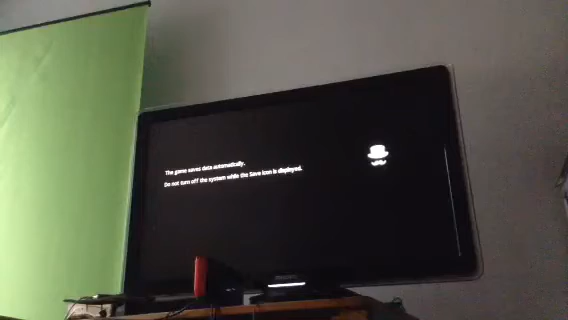 The game saves data automatically.
Do not turn off the system while the Save icon is displayed.